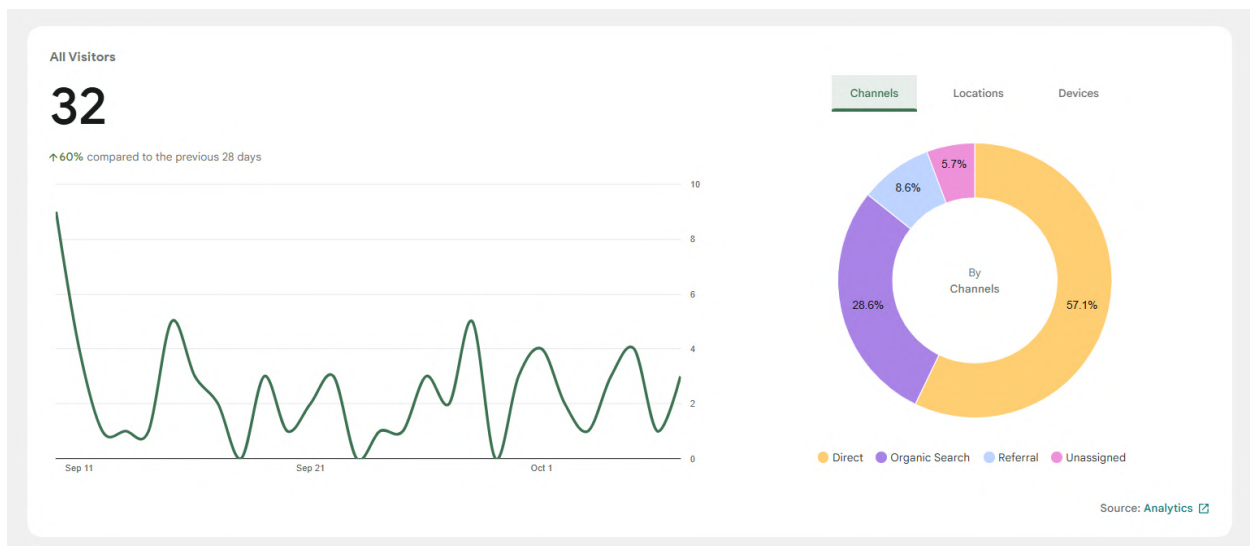 All Visitors
32
↑60% compared to the previous 28 days
10
8
6
4
2
0
Sep 11 Sep 21 Oct 1
Channels Locations Devices
5.7%
8.6%
28.6%
57.1%
By
Channels
Direct Organic Search Referral Unassigned
Source: Analytics